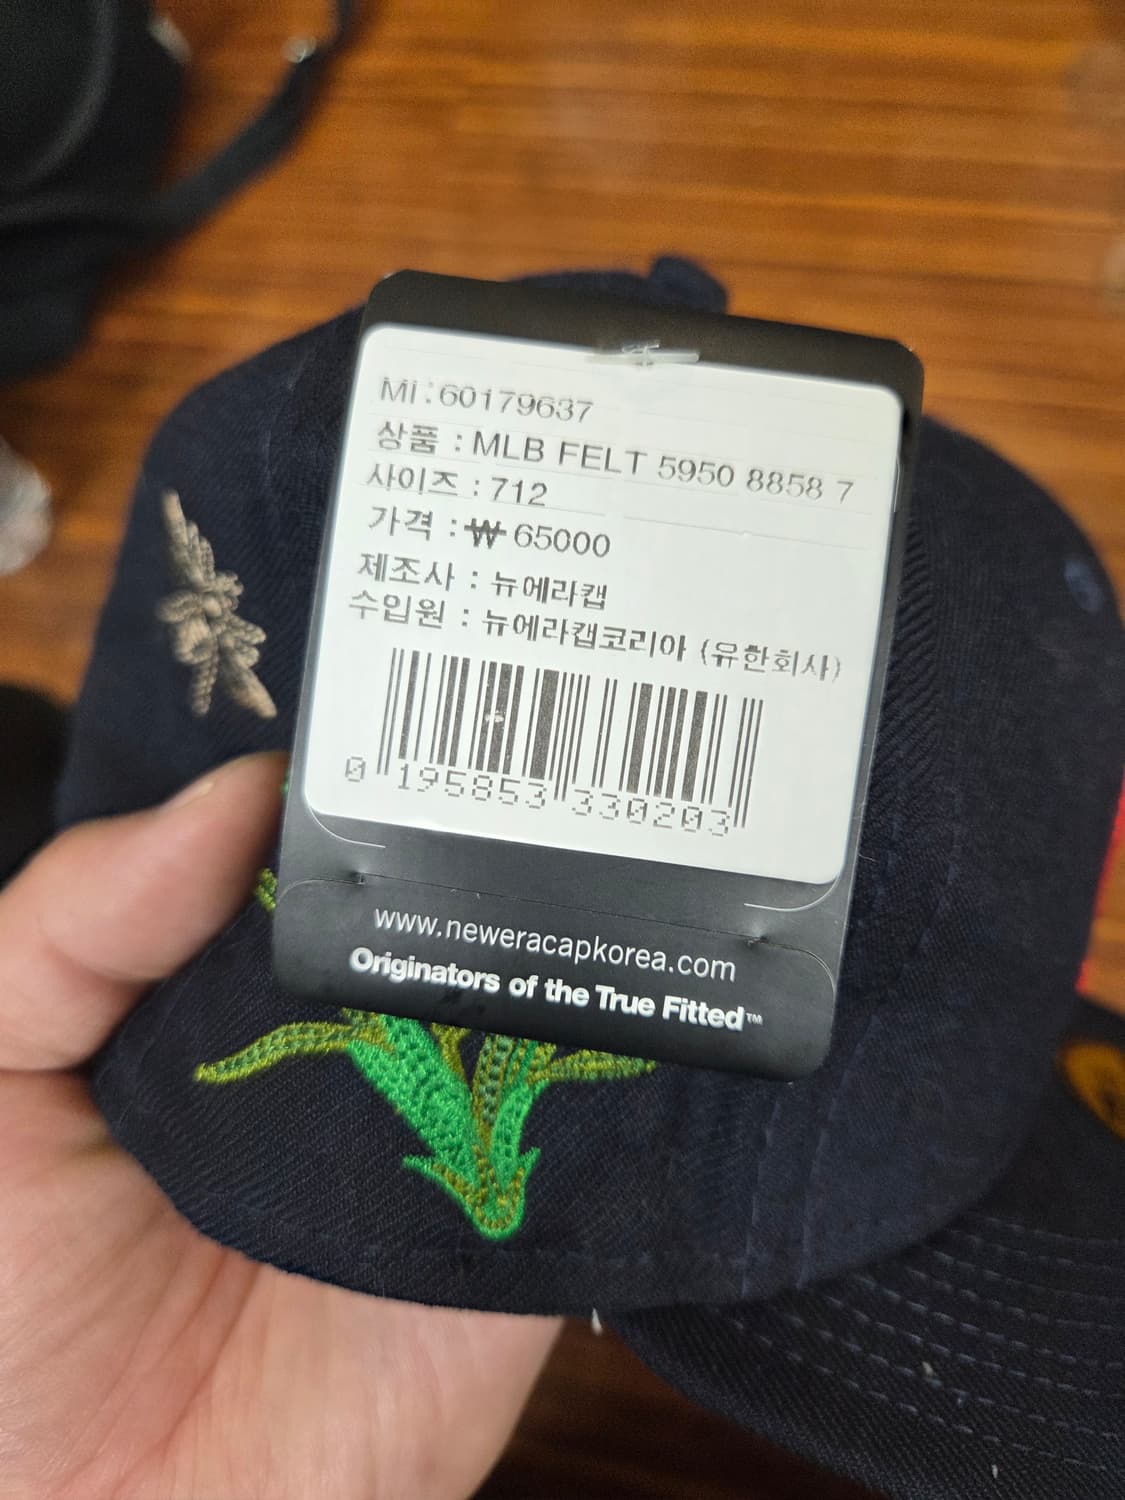 MI:60179637
상품 : MLB FELT 5950 8858 7
사이즈 : 712
가격 : ₩ 65000
제조사 : 뉴에라캡
수입원 : 뉴에라캡코리아 (유한회사)
0 195853 330203
www.neweracapkorea.com
Originators of the True Fitted™